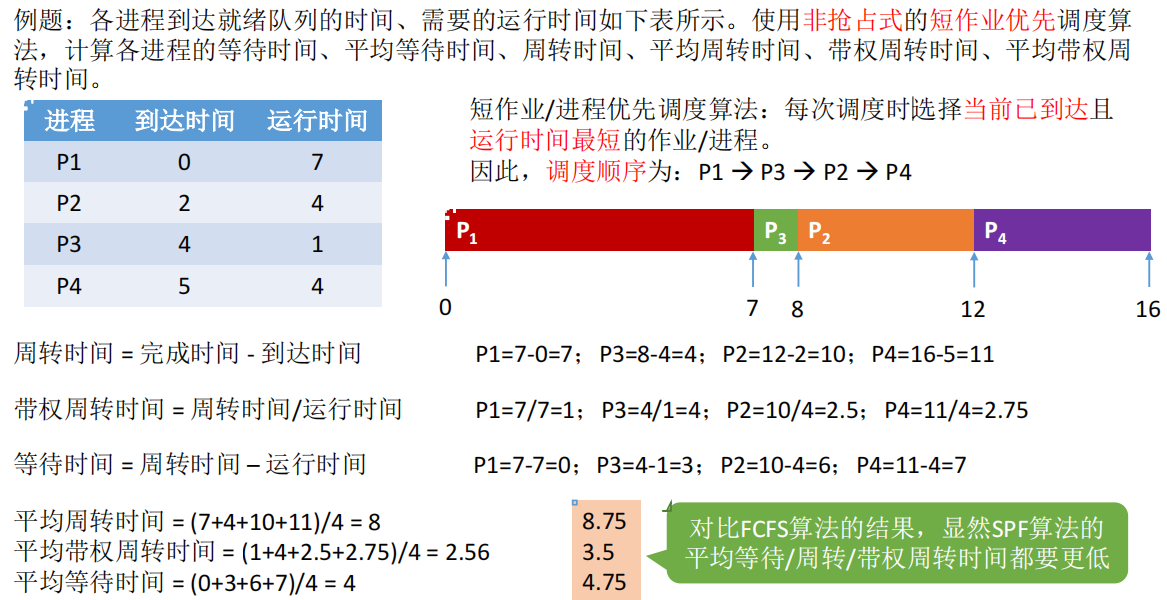 例题：各进程到达就绪队列的时间、需要的运行时间如下表所示。使用非抢占式的短作业优先调度算
法，计算各进程的等待时间、平均等待时间、周转时间、平均周转时间、带权周转时间、平均带权周
转时间。
进程 到达时间 运行时间
P1 0 7
P2 2 4
P3 4 1
P4 5 4
短作业/进程优先调度算法：每次调度时选择当前已到达且
运行时间最短的作业/进程。
因此，调度顺序为：P1 → P3 → P2 → P4
P1 P3 P2 P4
0 7 8 12 16
周转时间 = 完成时间 - 到达时间 P1=7-0=7；P3=8-4=4；P2=12-2=10；P4=16-5=11
带权周转时间 = 周转时间/运行时间 P1=7/7=1；P3=4/1=4；P2=10/4=2.5；P4=11/4=2.75
等待时间 = 周转时间 – 运行时间 P1=7-7=0；P3=4-1=3；P2=10-4=6；P4=11-4=7
平均周转时间 = (7+4+10+11)/4 = 8 8.75
平均带权周转时间 = (1+4+2.5+2.75)/4 = 2.56 3.5
平均等待时间 = (0+3+6+7)/4 = 4 4.75
对比FCFS算法的结果，显然SPF算法的
平均等待/周转/带权周转时间都要更低